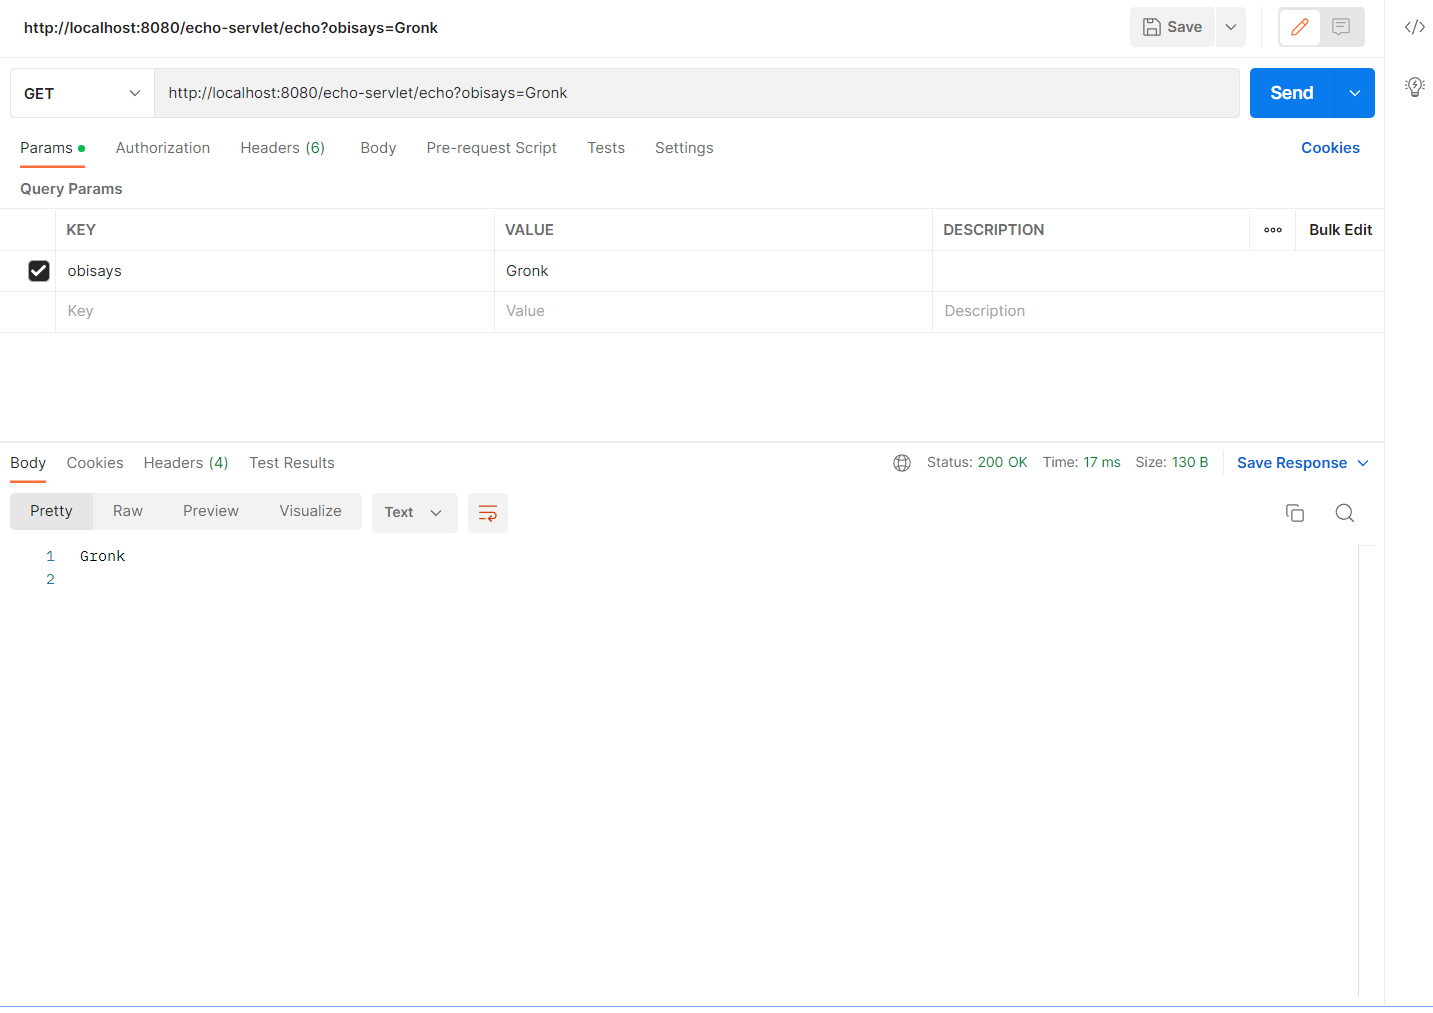 http://localhost:8080/echo-servlet/echo?obisays=Gronk Save
GET http://localhost:8080/echo-servlet/echo?obisays=Gronk Send
Params Authorization Headers (6) Body Pre-request Script Tests Settings Cookies
Query Params
KEY VALUE DESCRIPTION Bulk Edit
obisays Gronk
Key Value Description
Body Cookies Headers (4) Test Results Status: 200 OK Time: 17 ms Size: 130 B Save Response
Pretty Raw Preview Visualize Text
1 Gronk
2